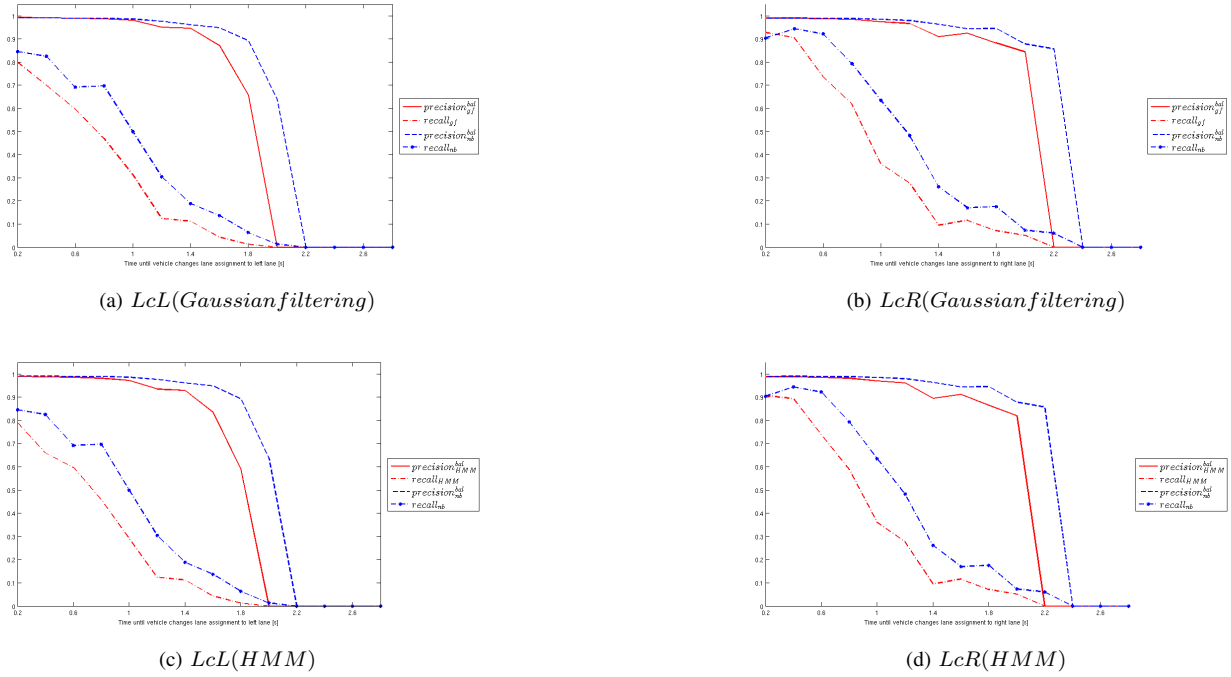 1
0.9
0.8
0.7
0.6
0.5
0.4
0.3
0.2
0.1
0
0.2 0.6 1 1.4 1.8 2.2 2.6
Time until vehicle changes lane assignment to left lane [s]
precision^{bal}_{gf}
recall_{gf}
precision^{bal}_{nb}
recall_{nb}
(a) LcL(Gaussianfiltering)
1
0.9
0.8
0.7
0.6
0.5
0.4
0.3
0.2
0.1
0
0.2 0.6 1 1.4 1.8 2.2 2.6
Time until vehicle changes lane assignment to right lane [s]
precision^{bal}_{gf}
recall_{gf}
precision^{bal}_{nb}
recall_{nb}
(b) LcR(Gaussianfiltering)
1
0.9
0.8
0.7
0.6
0.5
0.4
0.3
0.2
0.1
0
0.2 0.6 1 1.4 1.8 2.2 2.6
Time until vehicle changes lane assignment to left lane [s]
precision^{bal}_{HMM}
recall_{HMM}
precision^{bal}_{nb}
recall_{nb}
(c) LcL(HMM)
1
0.9
0.8
0.7
0.6
0.5
0.4
0.3
0.2
0.1
0
0.2 0.6 1 1.4 1.8 2.2 2.6
Time until vehicle changes lane assignment to right lane [s]
precision^{bal}_{HMM}
recall_{HMM}
precision^{bal}_{nb}
recall_{nb}
(d) LcR(HMM)